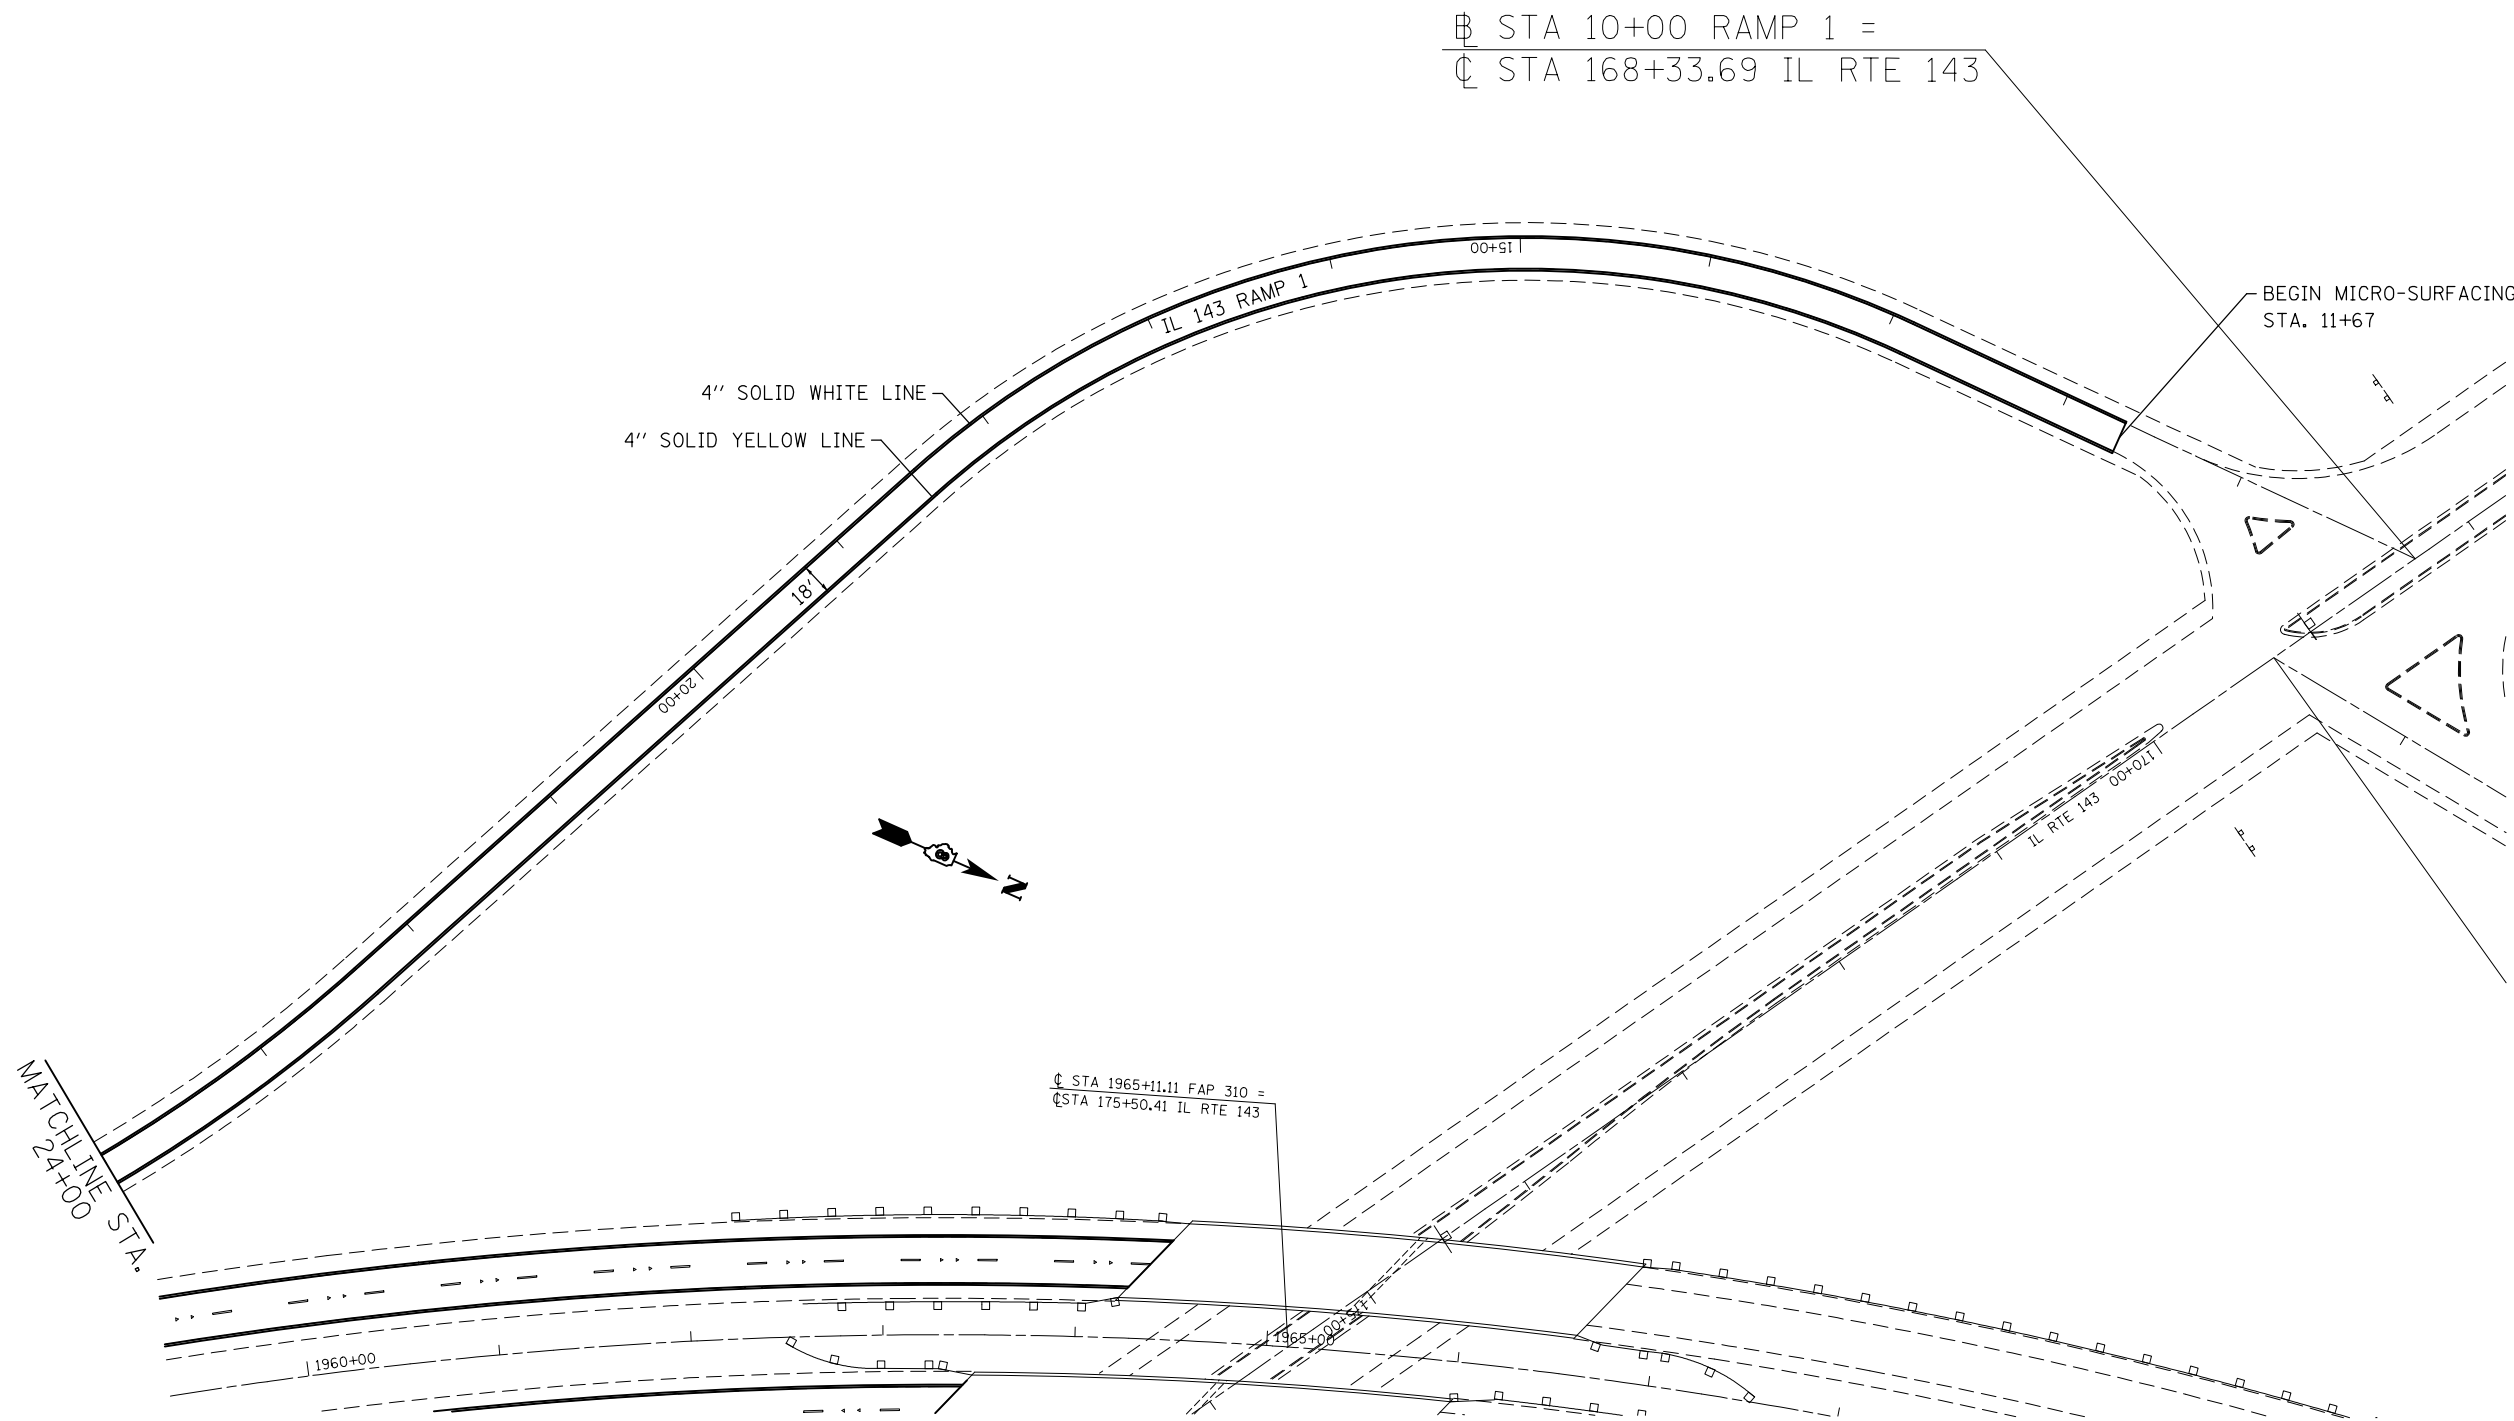 ℄ STA 10+00 RAMP 1 =
℄ STA 168+33.69 IL RTE 143
15+00
IL 143 RAMP 1
BEGIN MICRO-SURFACING
STA. 11+67
4'' SOLID WHITE LINE
4'' SOLID YELLOW LINE
18'
20+00
170+00
IL RTE 143
8
N
MATCHLINE STA.
24+00
℄ STA 1965+11.11 FAP 310 =
℄STA 175+50.41 IL RTE 143
175+00
1965+00
1960+00